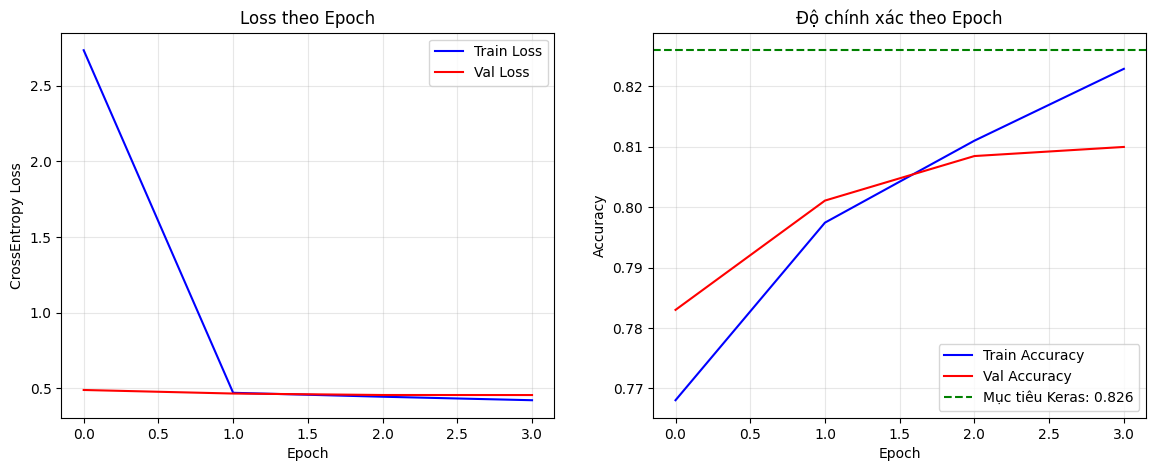 Loss theo Epoch
Train Loss
Val Loss
2.5
2.0
1.5
1.0
0.5
CrossEntropy Loss
0.0 0.5 1.0 1.5 2.0 2.5 3.0
Epoch
Độ chính xác theo Epoch
0.82
0.81
0.80
0.79
0.78
0.77
Accuracy
Train Accuracy
Val Accuracy
Mục tiêu Keras: 0.826
0.0 0.5 1.0 1.5 2.0 2.5 3.0
Epoch